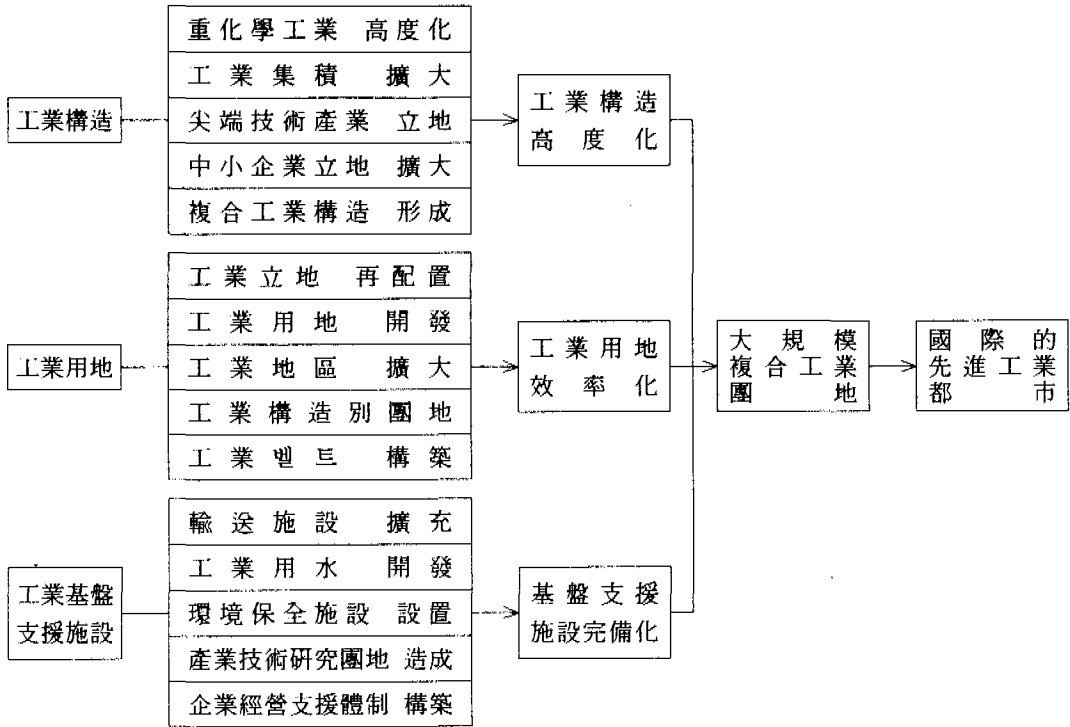 工業構造
重化學工業 高度化
工業集積 擴大
尖端技術產業 立地
中小企業立地 擴大
複合工業構造 形成
工業構造
高度化
工業用地
工業立地 再配置
工業用地 開發
工業地區 擴大
工業構造別團地
工業벨트 構築
工業用地
效率化
工業基盤
支援施設
輸送施設 擴充
工業用水 開發
環境保全施設 設置
產業技術硏究團地 造成
企業經營支援體制 構築
基盤支援
施設完備化
大規模
複合工業
團地
國際的
先進工業
都市